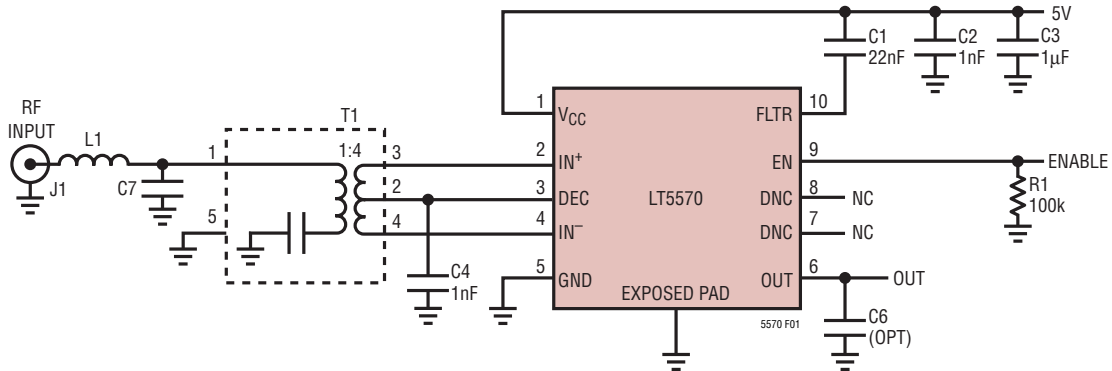 5V
C1
22nF
C2
1nF
C3
1µF
RF
INPUT
J1
L1
C7
T1
1:4
1
5
3
2
4
C4
1nF
1
2
3
4
5
VCC
IN+
DEC
IN–
GND
LT5570
EXPOSED PAD
FLTR
EN
DNC
DNC
OUT
10
9
8
7
6
ENABLE
R1
100k
NC
NC
OUT
C6
(OPT)
5570 F01